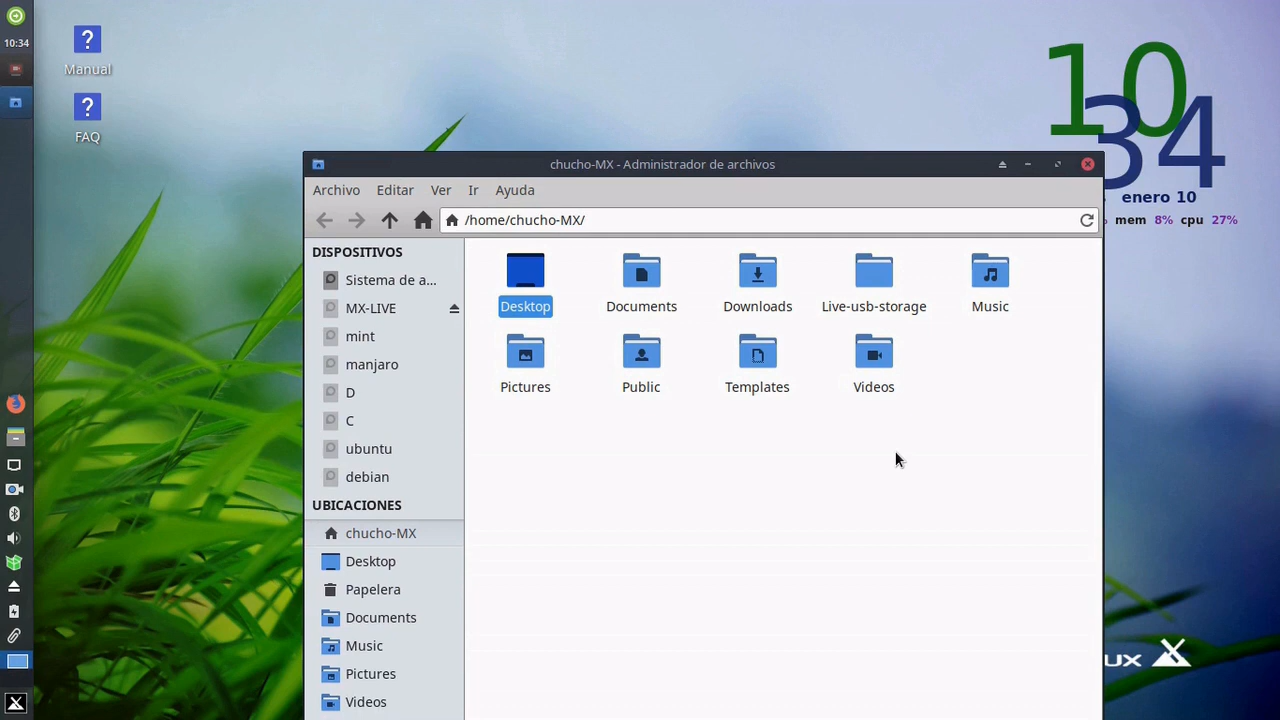 10:34
Manual
FAQ
10
34
enero 10
% mem 8% cpu 27%
chucho-MX - Administrador de archivos
Archivo Editar Ver Ir Ayuda
/home/chucho-MX/
DISPOSITIVOS
Sistema de a...
MX-LIVE
mint
manjaro
D
C
ubuntu
debian
UBICACIONES
chucho-MX
Desktop
Papelera
Documents
Music
Pictures
Videos
Desktop Documents Downloads Live-usb-storage Music
Pictures Public Templates Videos
UX